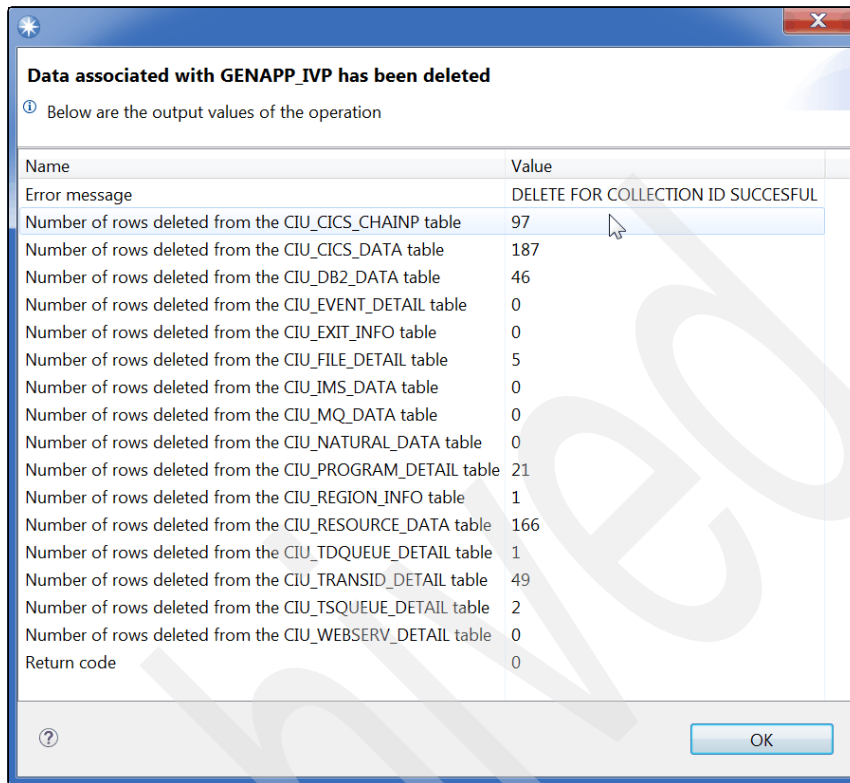 Data associated with GENAPP_IVP has been deleted
Below are the output values of the operation
Name Value
Error message DELETE FOR COLLECTION ID SUCCESFUL
Number of rows deleted from the CIU_CICS_CHAINP table 97
Number of rows deleted from the CIU_CICS_DATA table 187
Number of rows deleted from the CIU_DB2_DATA table 46
Number of rows deleted from the CIU_EVENT_DETAIL table 0
Number of rows deleted from the CIU_EXIT_INFO table 0
Number of rows deleted from the CIU_FILE_DETAIL table 5
Number of rows deleted from the CIU_IMS_DATA table 0
Number of rows deleted from the CIU_MQ_DATA table 0
Number of rows deleted from the CIU_NATURAL_DATA table 0
Number of rows deleted from the CIU_PROGRAM_DETAIL table 21
Number of rows deleted from the CIU_REGION_INFO table 1
Number of rows deleted from the CIU_RESOURCE_DATA table 166
Number of rows deleted from the CIU_TDQUEUE_DETAIL table 1
Number of rows deleted from the CIU_TRANSID_DETAIL table 49
Number of rows deleted from the CIU_TSQUEUE_DETAIL table 2
Number of rows deleted from the CIU_WEBSERV_DETAIL table 0
Return code 0
OK